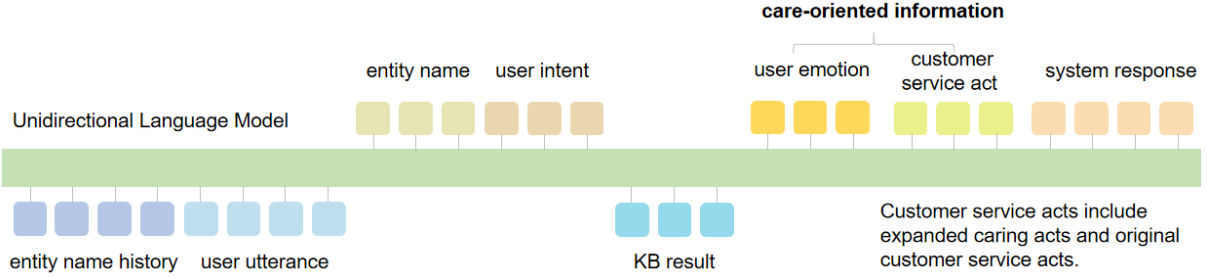 care-oriented information
entity name
user intent
user emotion
customer
service act
system response
Unidirectional Language Model
entity name history
user utterance
KB result
Customer service acts include
expanded caring acts and original
customer service acts.